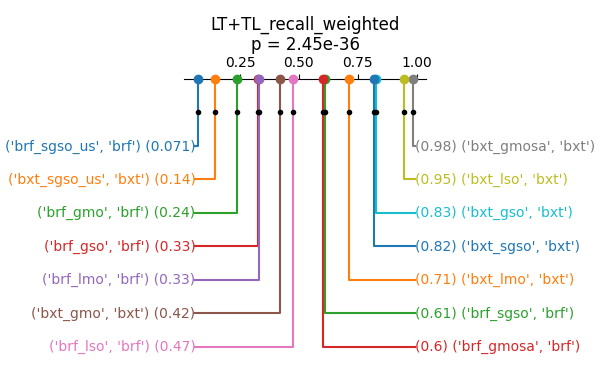 LT+TL_recall_weighted
p = 2.45e-36
0.25 0.50 0.75 1.00
('brf_sgso_us', 'brf') (0.071) (0.98) ('bxt_gmosa', 'bxt')
('bxt_sgso_us', 'bxt') (0.14) (0.95) ('bxt_lso', 'bxt')
('brf_gmo', 'brf') (0.24) (0.83) ('bxt_gso', 'bxt')
('brf_gso', 'brf') (0.33) (0.82) ('bxt_sgso', 'bxt')
('brf_lmo', 'brf') (0.33) (0.71) ('bxt_lmo', 'bxt')
('bxt_gmo', 'bxt') (0.42) (0.61) ('brf_sgso', 'brf')
('brf_lso', 'brf') (0.47) (0.6) ('brf_gmosa', 'brf')